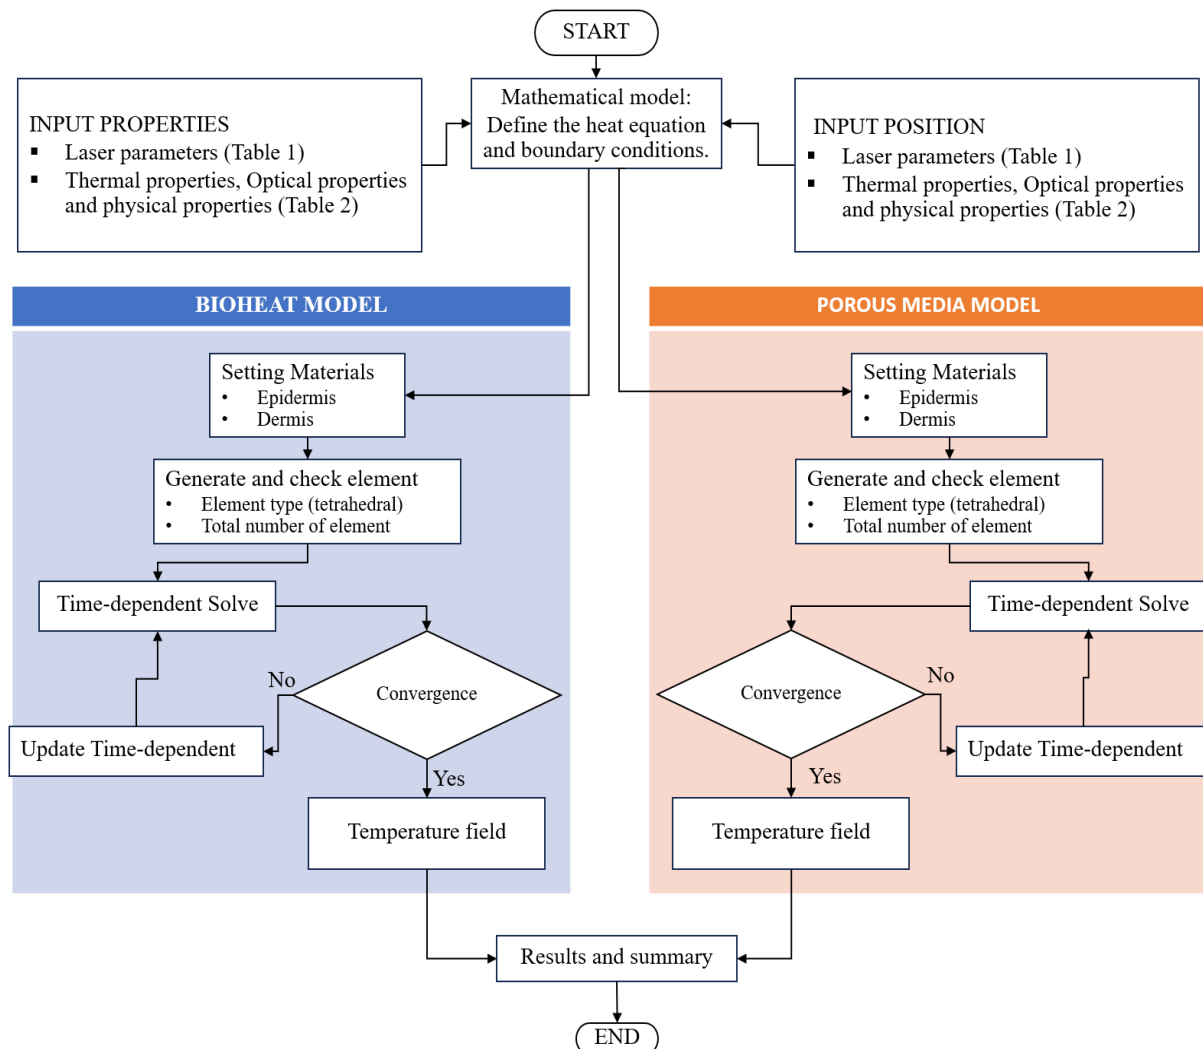 START
Mathematical model:
Define the heat equation
and boundary conditions.
INPUT PROPERTIES
▪ Laser parameters (Table 1)
▪ Thermal properties, Optical properties
and physical properties (Table 2)
INPUT POSITION
▪ Laser parameters (Table 1)
▪ Thermal properties, Optical properties
and physical properties (Table 2)
BIOHEAT MODEL
Setting Materials
• Epidermis
• Dermis
Generate and check element
• Element type (tetrahedral)
• Total number of element
Time-dependent Solve
Convergence
No
Update Time-dependent
Yes
Temperature field
POROUS MEDIA MODEL
Setting Materials
• Epidermis
• Dermis
Generate and check element
• Element type (tetrahedral)
• Total number of element
Time-dependent Solve
Convergence
No
Update Time-dependent
Yes
Temperature field
Results and summary
END